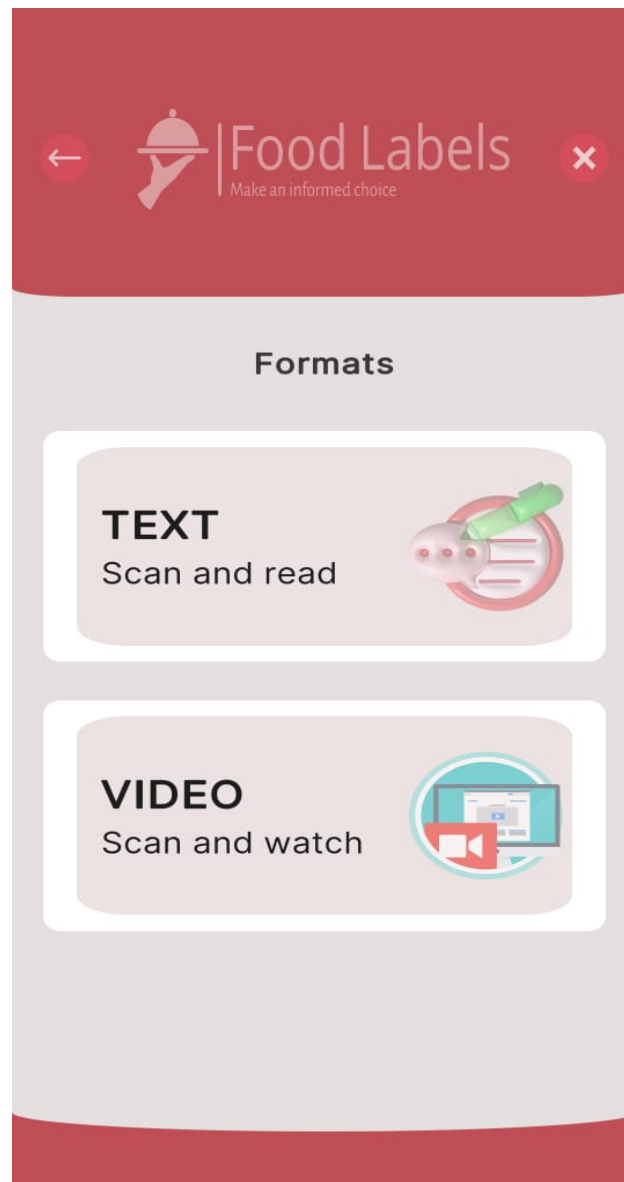 Food Labels
Make an informed choice
Formats
TEXT
Scan and read
VIDEO
Scan and watch